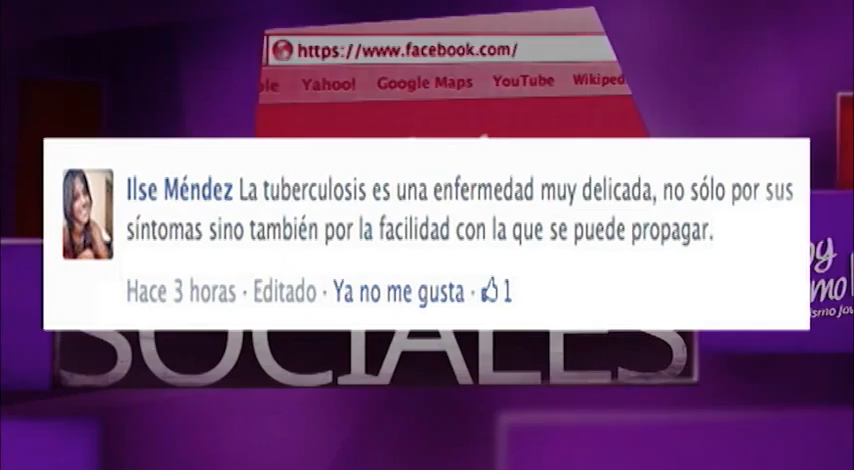 https://www.facebook.com/
Yahoo! Google Maps YouTube
Ilse Méndez La tuberculosis es una enfermedad muy delicada, no sólo por sus
síntomas sino también por la facilidad con la que se puede propagar.
Hace 3 horas · Editado · Ya no me gusta · 1
SOCIALES